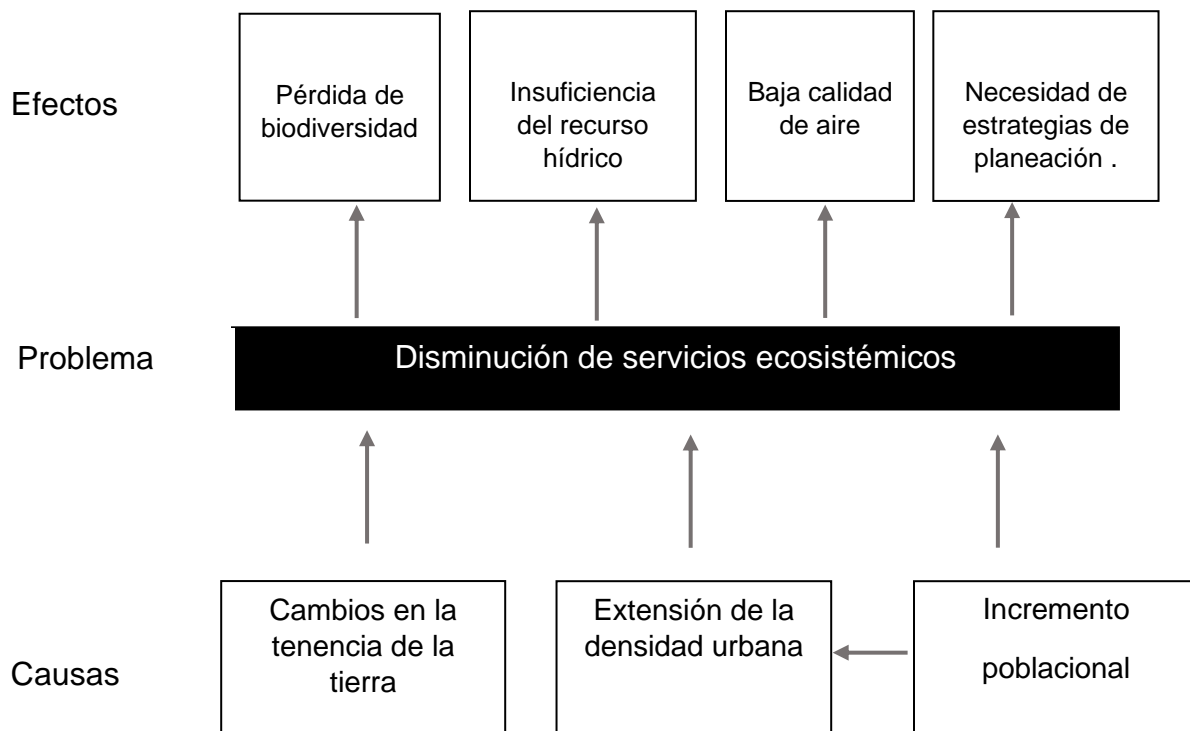 Efectos
Pérdida de
biodiversidad
Insuficiencia
del recurso
hídrico
Baja calidad
de aire
Necesidad de
estrategias de
planeación .
Problema
Disminución de servicios ecosistémicos
Causas
Cambios en la
tenencia de la
tierra
Extensión de la
densidad urbana
Incremento
poblacional